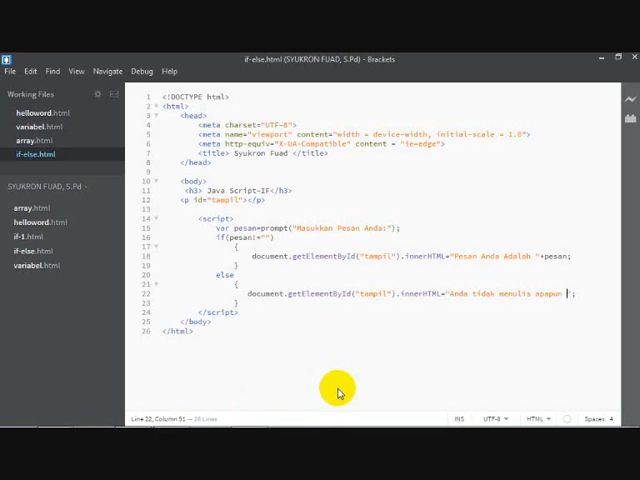 if-else.html (SYUKRON FUAD, S.Pd) - Brackets
File Edit Find View Navigate Debug Help
Working Files
helloword.html
variabel.html
array.html
if-else.html
SYUKRON FUAD, S.Pd
array.html
helloword.html
if-1.html
if-else.html
variabel.html
1 <!DOCTYPE html>
2 <html>
3 <head>
4 <meta charset="UTF-8">
5 <meta name="viewport" content="width = device-width, initial-scale = 1.0">
6 <meta http-equiv="X-UA-Compatible" content = "ie=edge">
7 <title> Syukron Fuad </title>
8 </head>
9
10 <body>
11 <h3> Java Script-IF</h3>
12 <p id="tampil"></p>
13
14 <script>
15 var pesan=prompt("Masukkan Pesan Anda:");
16 if(pesan!="")
17 {
18 document.getElementById("tampil").innerHTML="Pesan Anda Adalah "+pesan;
19 }
20 else
21 {
22 document.getElementById("tampil").innerHTML="Anda tidak menulis apapun ";
23 }
24 </script>
25 </body>
26 </html>
Line 22, Column 91 — 26 Lines
INS UTF-8 HTML Spaces: 4